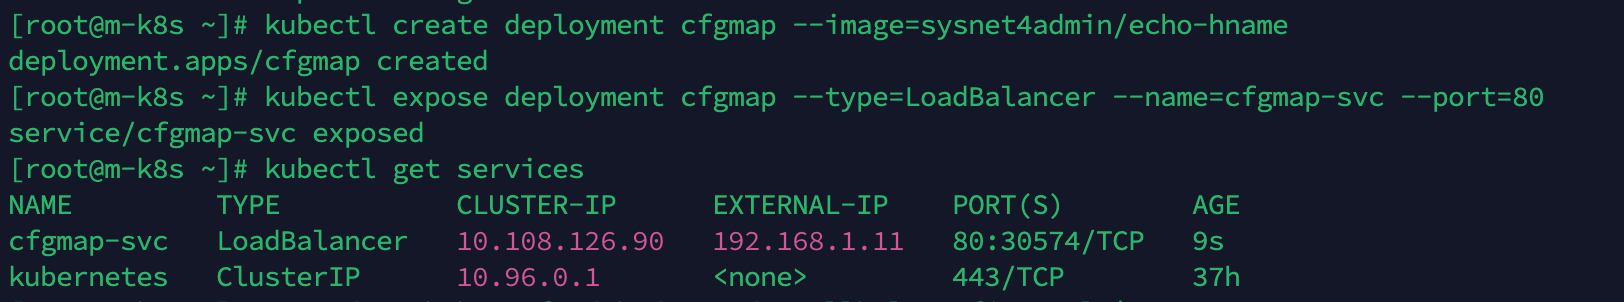 [root@m-k8s ~]# kubectl create deployment cfgmap --image=sysnet4admin/echo-hname
deployment.apps/cfgmap created
[root@m-k8s ~]# kubectl expose deployment cfgmap --type=LoadBalancer --name=cfgmap-svc --port=80
service/cfgmap-svc exposed
[root@m-k8s ~]# kubectl get services
NAME         TYPE           CLUSTER-IP      EXTERNAL-IP    PORT(S)        AGE
cfgmap-svc   LoadBalancer   10.108.126.90   192.168.1.11   80:30574/TCP   9s
kubernetes   ClusterIP      10.96.0.1       <none>         443/TCP        37h